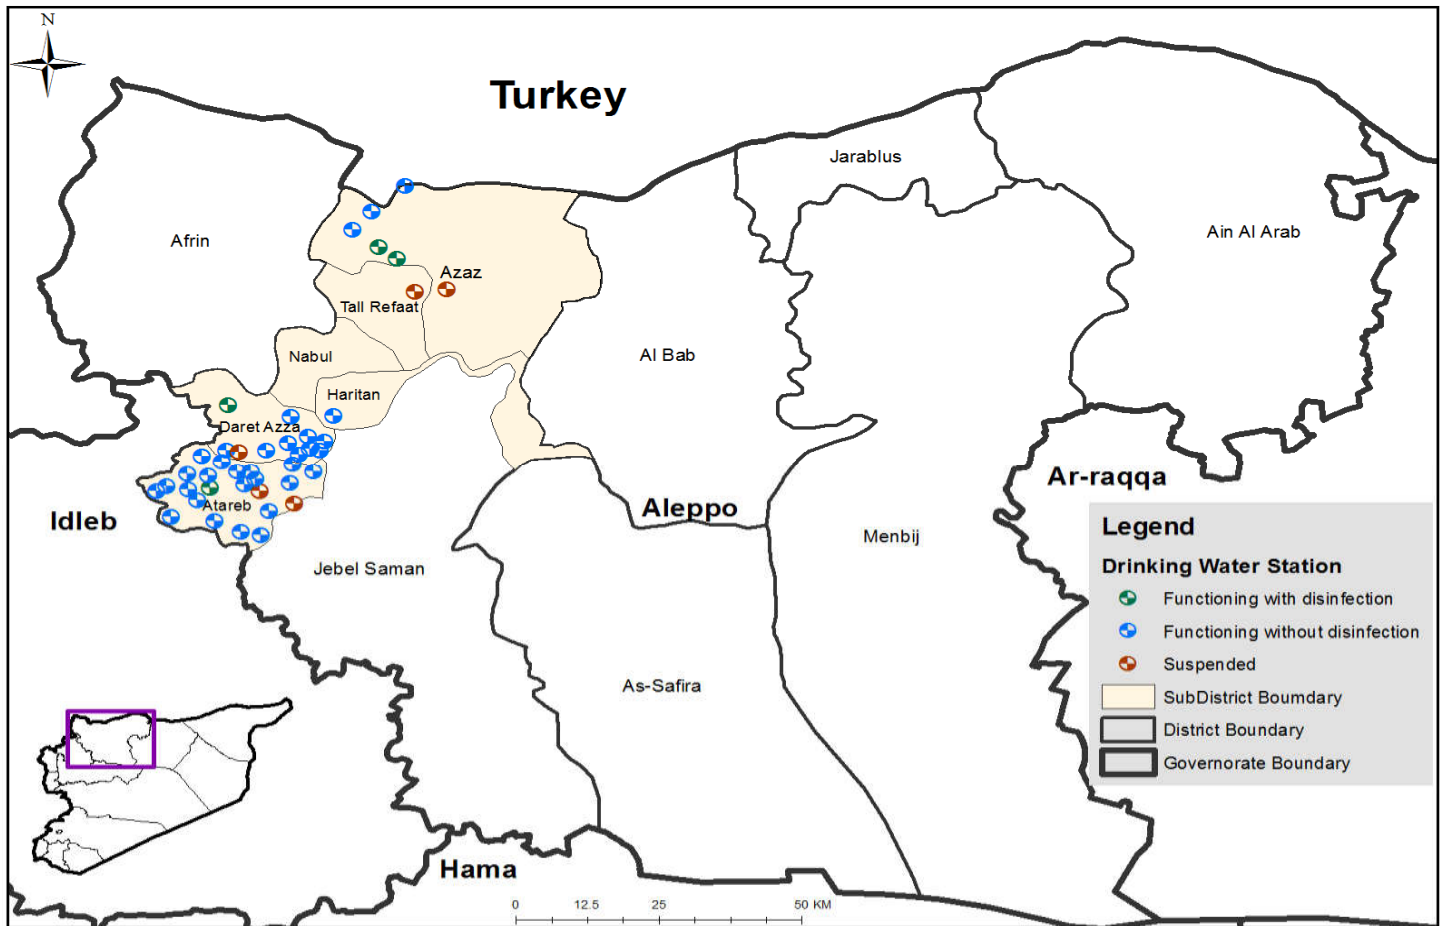 N
Turkey
Jarablus
Afrin
Ain Al Arab
Azaz
Tall Refaat
Nabul
Al Bab
Haritan
Daret Azza
Ar-raqqa
Atareb
Aleppo
Idleb
Menbij
Jebel Saman
As-Safira
Hama
Legend
Drinking Water Station
Functioning with disinfection
Functioning without disinfection
Suspended
SubDistrict Boumdary
District Boundary
Governorate Boundary
0 12.5 25 50 KM